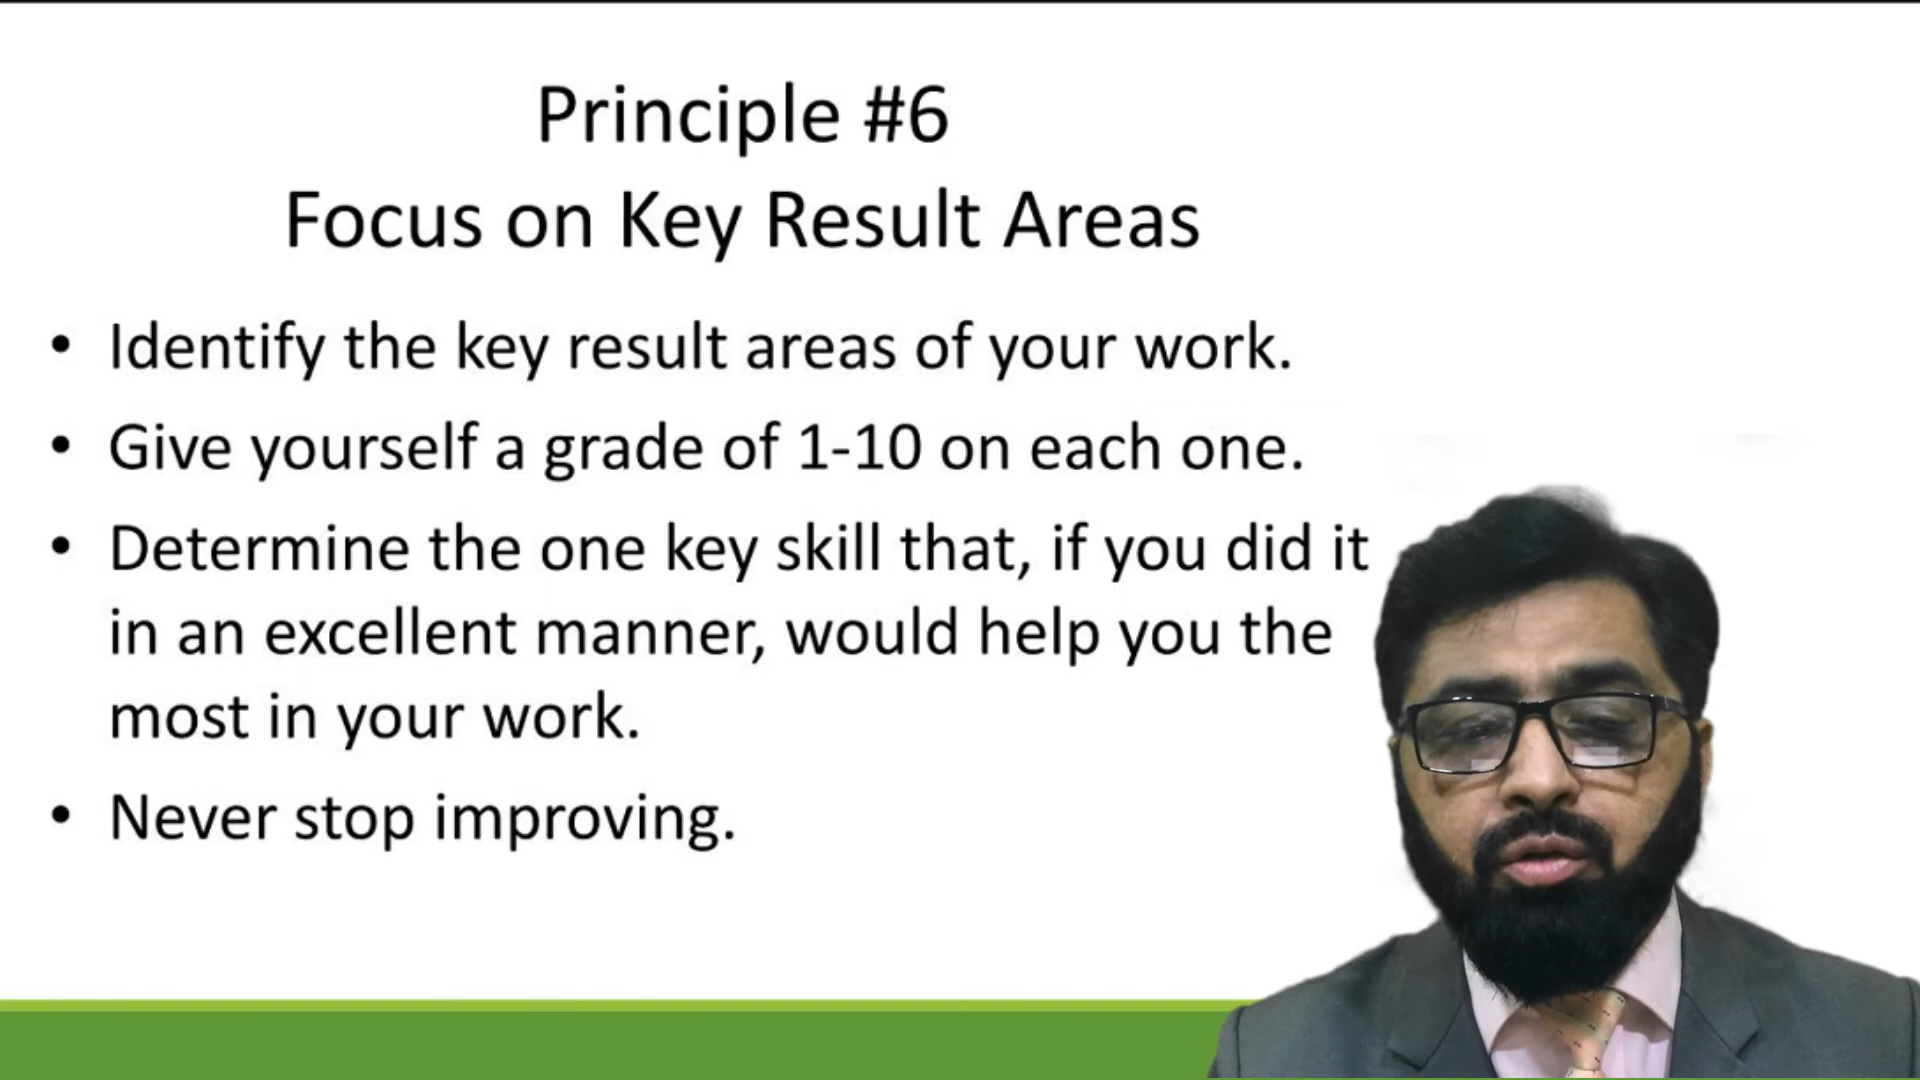 Principle #6
Focus on Key Result Areas
• Identify the key result areas of your work.
• Give yourself a grade of 1-10 on each one.
• Determine the one key skill that, if you did it
in an excellent manner, would help you the
most in your work.
• Never stop improving.